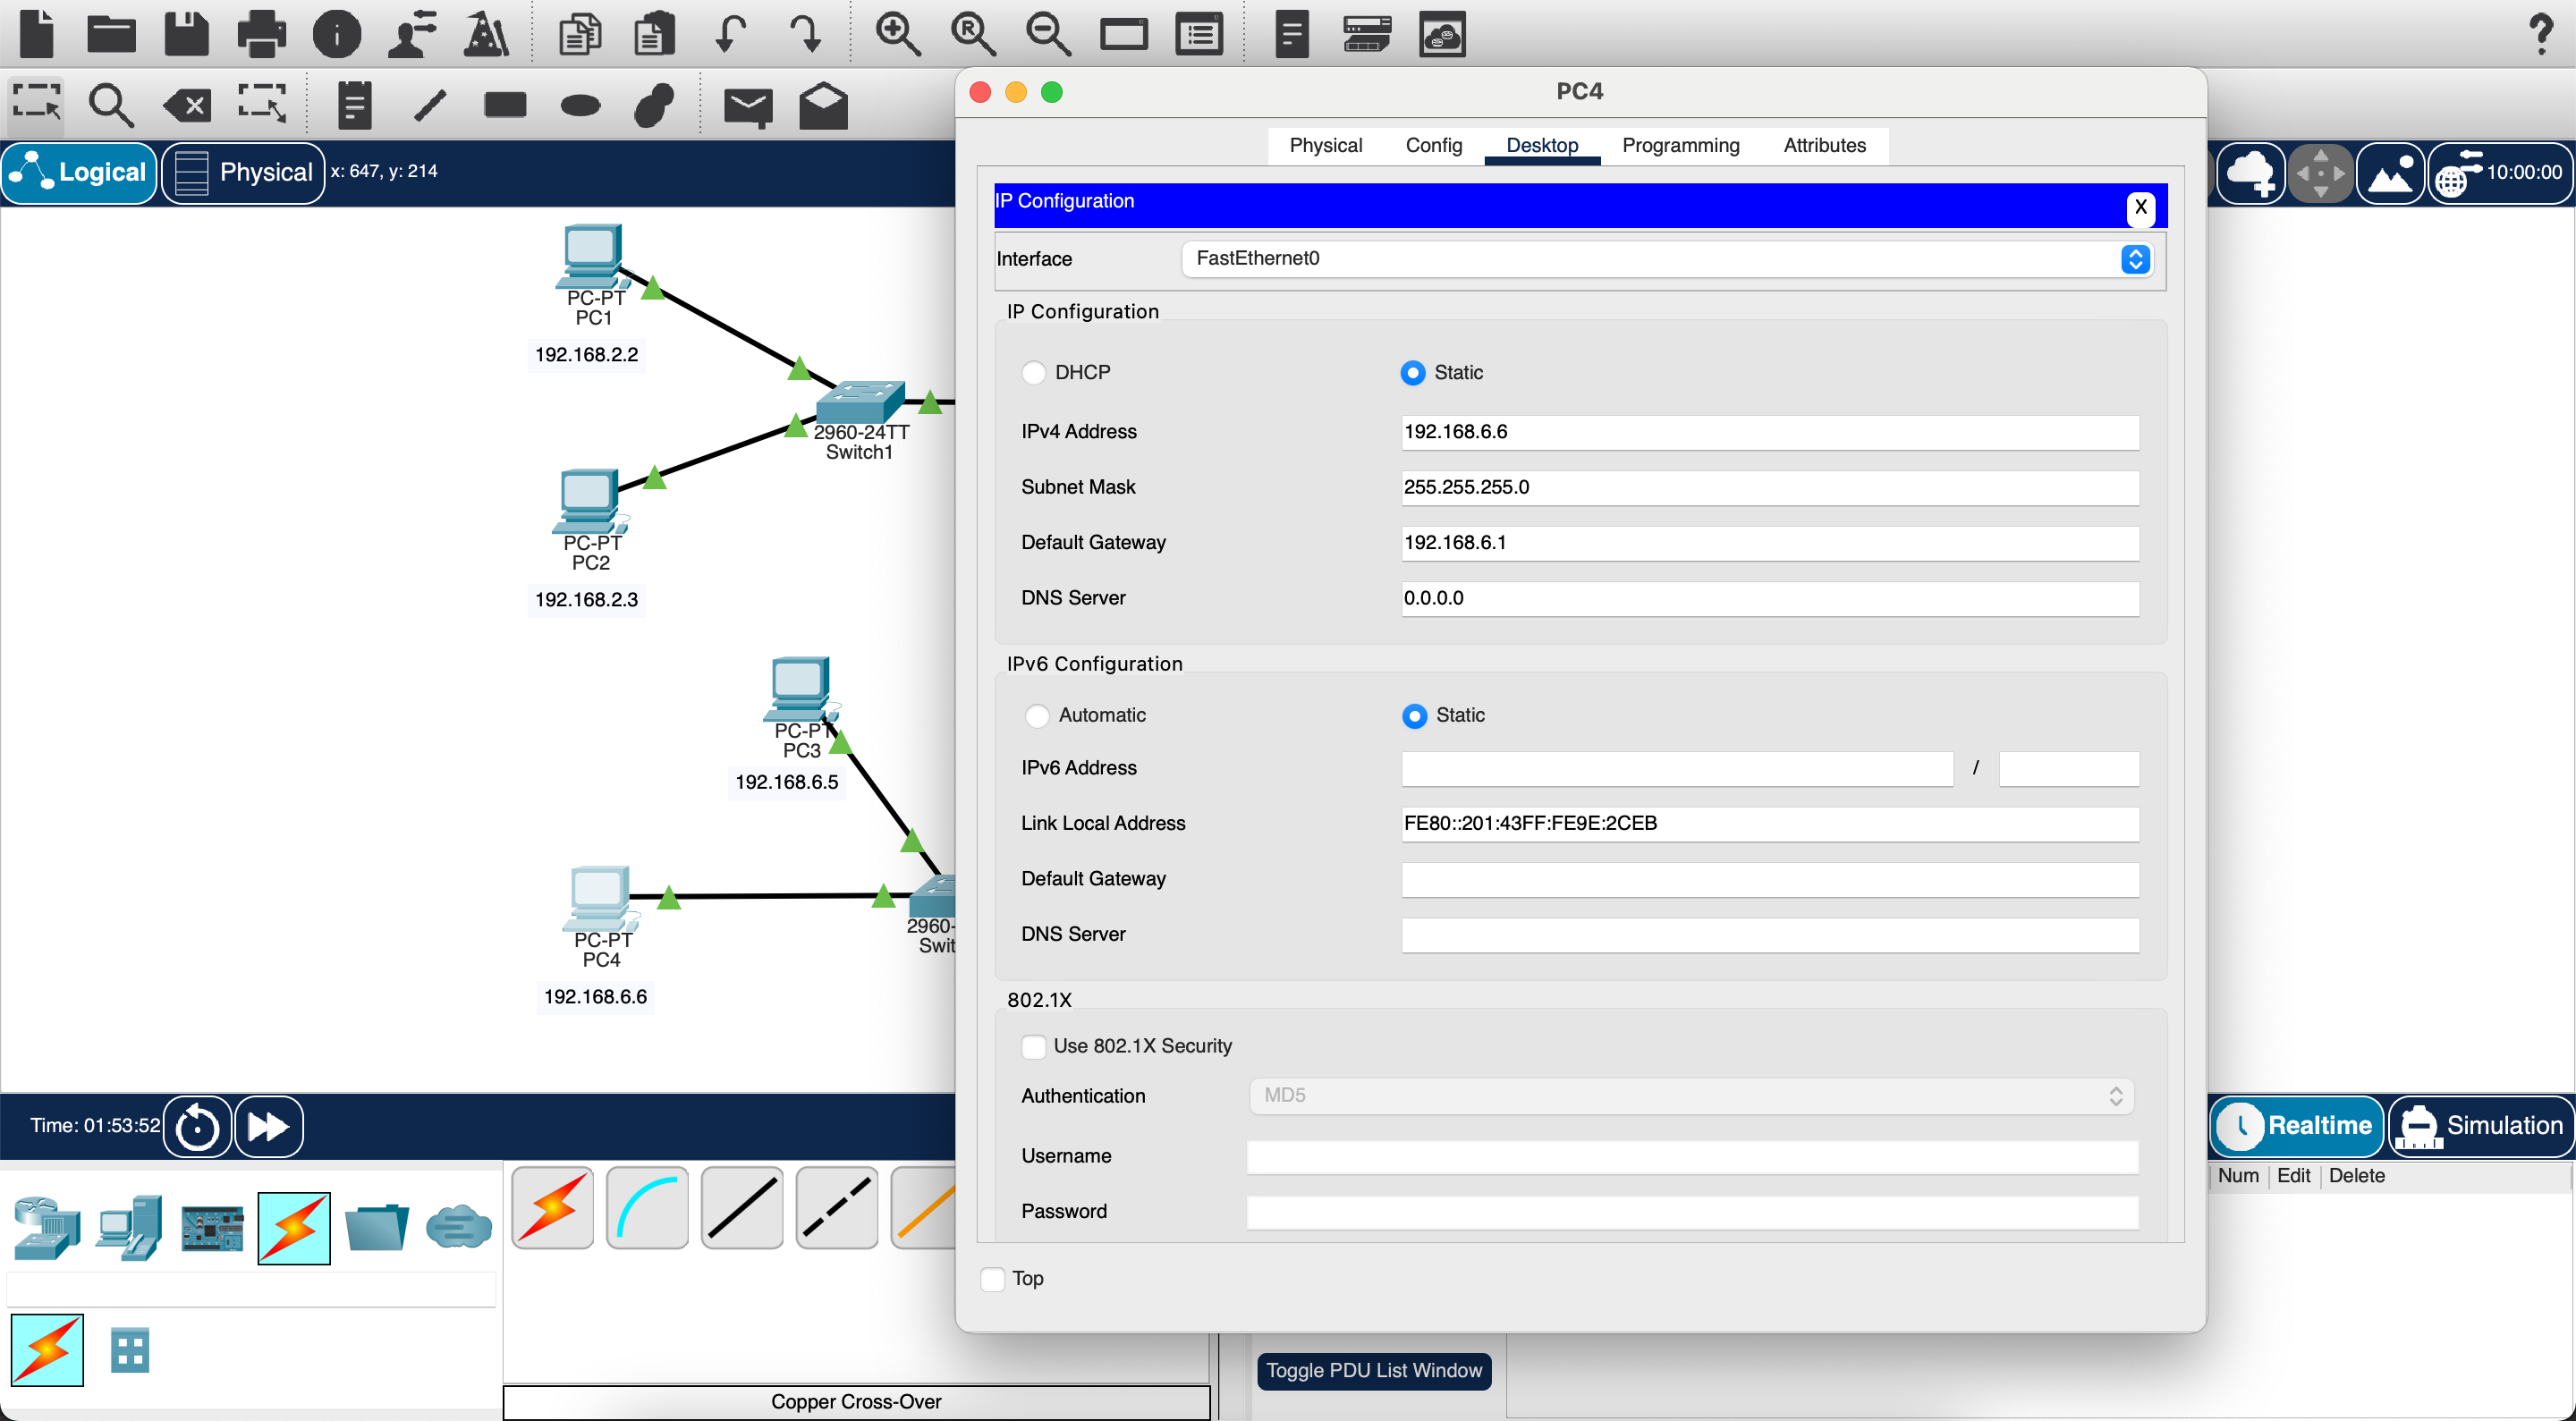 R
PC4
Physical Config Desktop Programming Attributes
Logical
Physical
x: 647, y: 214
10:00:00
IP Configuration
X
Interface
FastEthernet0
IP Configuration
DHCP
Static
IPv4 Address
192.168.6.6
Subnet Mask
255.255.255.0
Default Gateway
192.168.6.1
DNS Server
0.0.0.0
IPv6 Configuration
Automatic
Static
IPv6 Address
/
Link Local Address
FE80::201:43FF:FE9E:2CEB
Default Gateway
DNS Server
802.1X
Use 802.1X Security
Authentication
MD5
Username
Password
Top
PC-PT
PC1
192.168.2.2
2960-24TT
Switch1
PC-PT
PC2
192.168.2.3
PC-PT
PC3
192.168.6.5
PC-PT
PC4
192.168.6.6
2960-
Swit
Time: 01:53:52
Realtime
Simulation
Num Edit Delete
Toggle PDU List Window
Copper Cross-Over